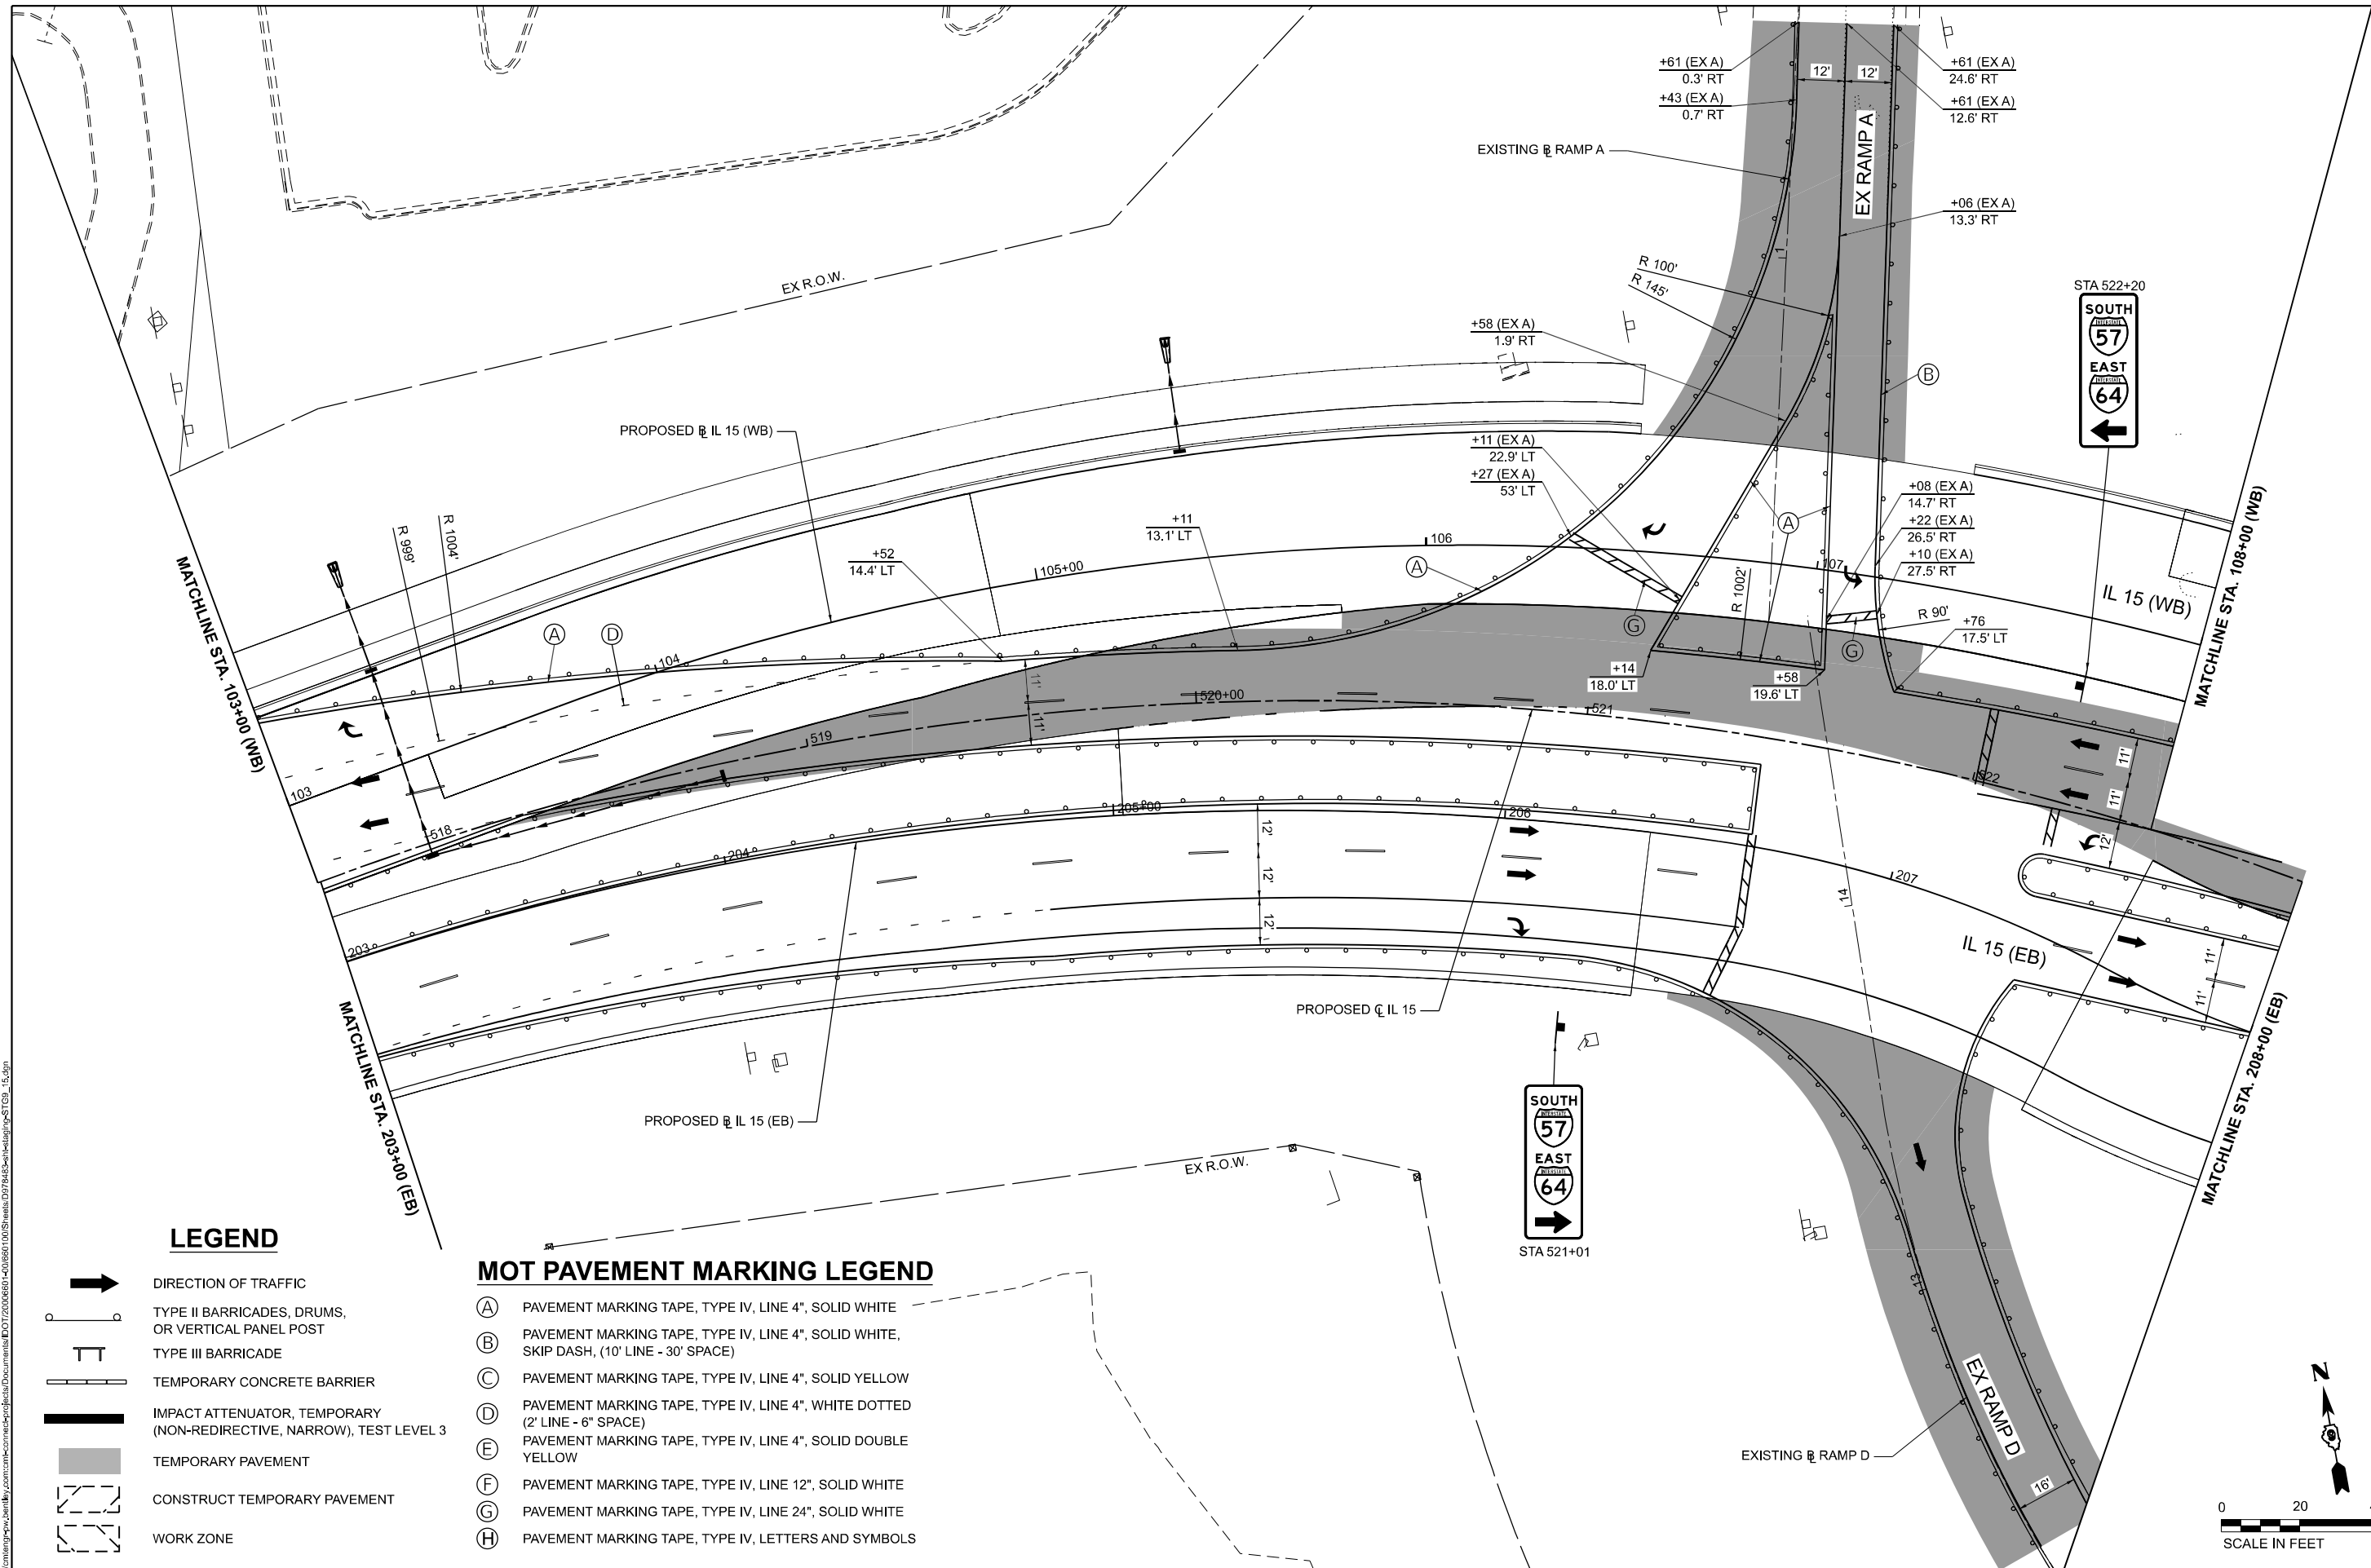 +61 (EX A)
0.3' RT
+43 (EX A)
0.7' RT
12'
12'
+61 (EX A)
24.6' RT
+61 (EX A)
12.6' RT
EXISTING ℄ RAMP A
EX RAMP A
+06 (EX A)
13.3' RT
1
EX R.O.W.
R 100'
R 145'
STA 522+20
SOUTH
INTERSTATE
57
EAST
INTERSTATE
64
+58 (EX A)
1.9' RT
B
PROPOSED ℄ IL 15 (WB)
+11 (EX A)
22.9' LT
+27 (EX A)
53' LT
+08 (EX A)
14.7' RT
+22 (EX A)
26.5' RT
+10 (EX A)
27.5' RT
A
R 999'
R 1004'
+52
14.4' LT
+11
13.1' LT
106
105+00
107
A
R 1002'
R 90'
+76
17.5' LT
IL 15 (WB)
MATCHLINE STA. 108+00 (WB)
MATCHLINE STA. 103+00 (WB)
A
D
104
G
G
+14
18.0' LT
+58
19.6' LT
11'
11'
520+00
521
519
522
11'
11'
12'
103
518
205+00
206
204
203
207
12'
12'
12'
14
IL 15 (EB)
11'
11'
PROPOSED ℄ IL 15
MATCHLINE STA. 203+00 (EB)
MATCHLINE STA. 208+00 (EB)
PROPOSED ℄ IL 15 (EB)
EX R.O.W.
SOUTH
INTERSTATE
57
EAST
INTERSTATE
64
STA 521+01
13
EX RAMP D
EXISTING ℄ RAMP D
16'
N
0 20
SCALE IN FEET
LEGEND
DIRECTION OF TRAFFIC
TYPE II BARRICADES, DRUMS,
OR VERTICAL PANEL POST
TYPE III BARRICADE
TEMPORARY CONCRETE BARRIER
IMPACT ATTENUATOR, TEMPORARY
(NON-REDIRECTIVE, NARROW), TEST LEVEL 3
TEMPORARY PAVEMENT
CONSTRUCT TEMPORARY PAVEMENT
WORK ZONE
MOT PAVEMENT MARKING LEGEND
A PAVEMENT MARKING TAPE, TYPE IV, LINE 4", SOLID WHITE
B PAVEMENT MARKING TAPE, TYPE IV, LINE 4", SOLID WHITE,
SKIP DASH, (10' LINE - 30' SPACE)
C PAVEMENT MARKING TAPE, TYPE IV, LINE 4", SOLID YELLOW
D PAVEMENT MARKING TAPE, TYPE IV, LINE 4", WHITE DOTTED
(2' LINE - 6" SPACE)
E PAVEMENT MARKING TAPE, TYPE IV, LINE 4", SOLID DOUBLE
YELLOW
F PAVEMENT MARKING TAPE, TYPE IV, LINE 12", SOLID WHITE
G PAVEMENT MARKING TAPE, TYPE IV, LINE 24", SOLID WHITE
H PAVEMENT MARKING TAPE, TYPE IV, LETTERS AND SYMBOLS